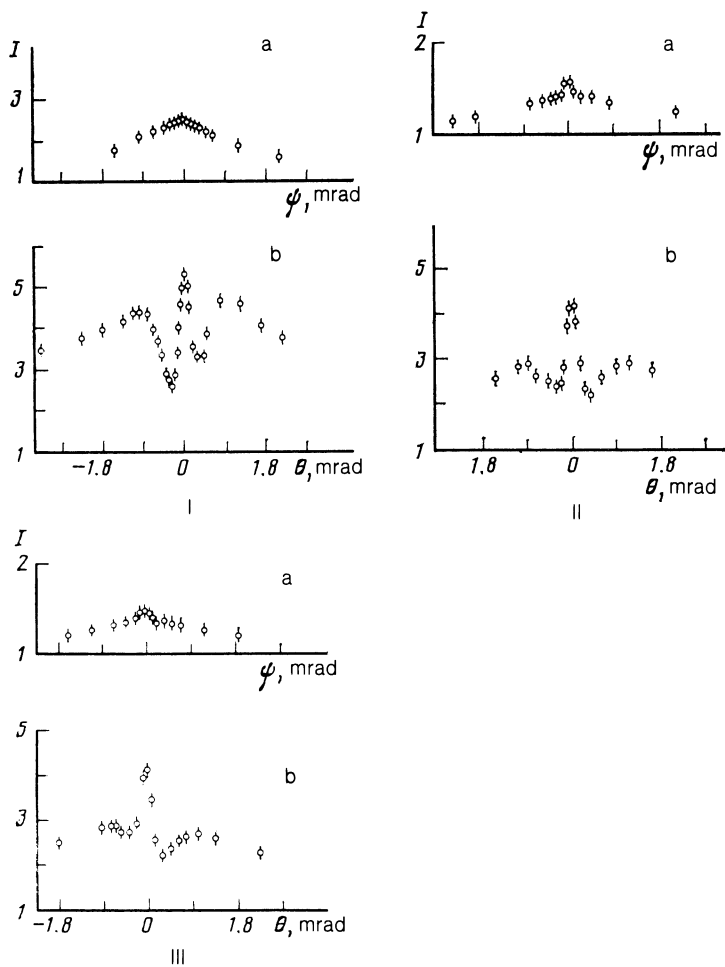 I
a
3
1
ψ, mrad
b
5
3
1
-1.8 0 1.8 θ, mrad
I
I
a
2
1
ψ, mrad
b
5
3
1
1.8 0 1.8
θ, mrad
II
I
a
2
1
ψ, mrad
b
5
3
1
-1.8 0 1.8 θ, mrad
III